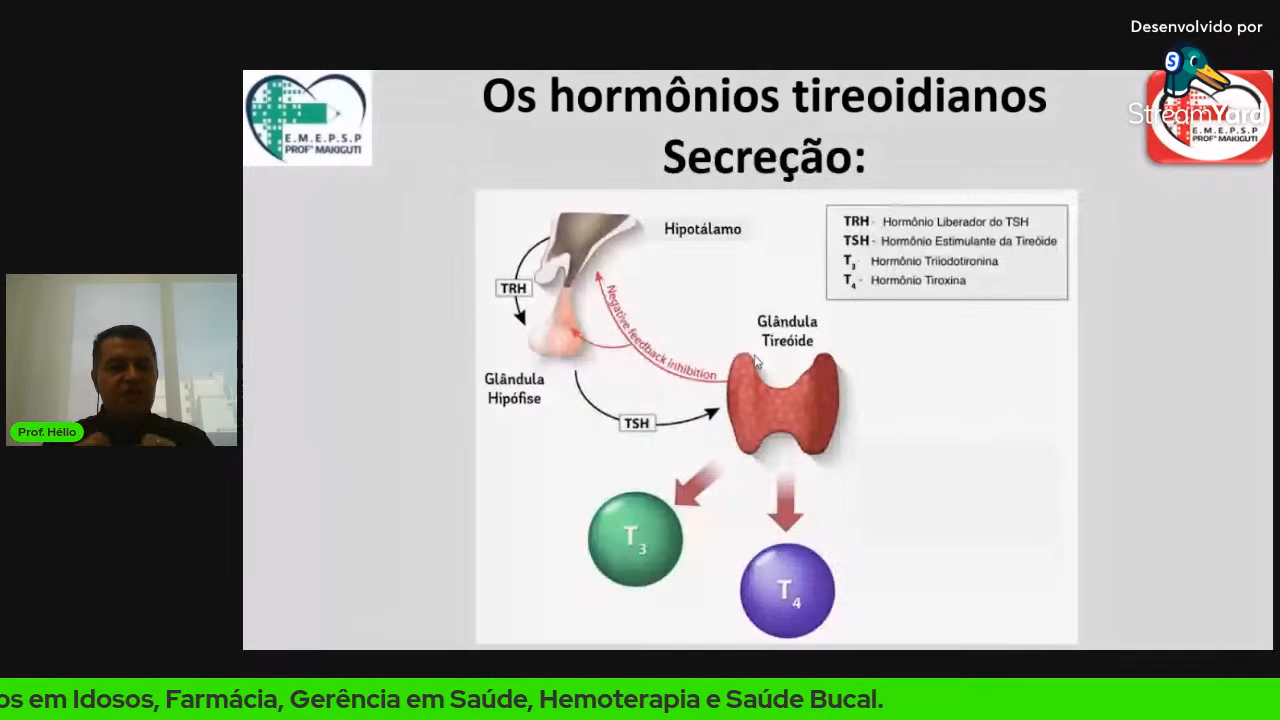 Desenvolvido por
StreamYard
E.M.E.P.S.P
PROFª MAKIGUTI
E.M.E.P.S.P
PROFª MAKIGUTI
Os hormônios tireoidianos
Secreção:
Hipotálamo
TRH - Hormônio Liberador do TSH
TSH - Hormônio Estimulante da Tireóide
T3 - Hormônio Triiodotironina
T4 - Hormônio Tiroxina
TRH
Negative feedback inhibition
Glândula
Tireóide
Glândula
Hipófise
TSH
T3
T4
Prof. Hélio
os em Idosos, Farmácia, Gerência em Saúde, Hemoterapia e Saúde Bucal.